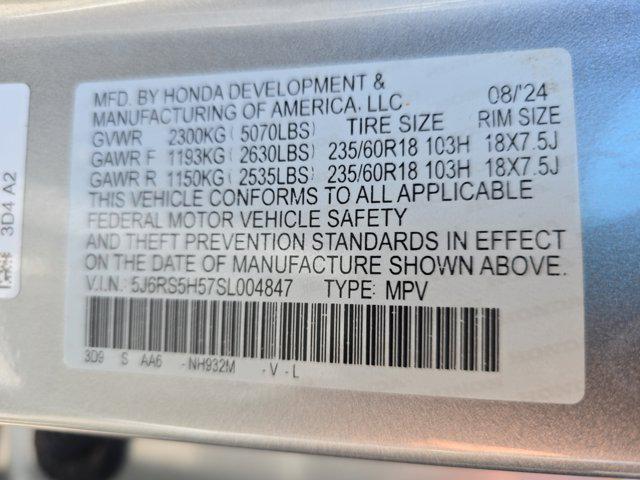 MFD. BY HONDA DEVELOPMENT & 08/'24
MANUFACTURING OF AMERICA, LLC TIRE SIZE RIM SIZE
GVWR 2300KG (5070LBS)
GAWR F 1193KG (2630LBS) 235/60R18 103H 18X7.5J
GAWR R 1150KG (2535LBS) 235/60R18 103H 18X7.5J
THIS VEHICLE CONFORMS TO ALL APPLICABLE
FEDERAL MOTOR VEHICLE SAFETY
AND THEFT PREVENTION STANDARDS IN EFFECT
ON THE DATE OF MANUFACTURE SHOWN ABOVE.
V.I.N.: 5J6RS5H57SL004847 TYPE: MPV
3D9 S AA6 -NH932M -V -L
3D4 A2